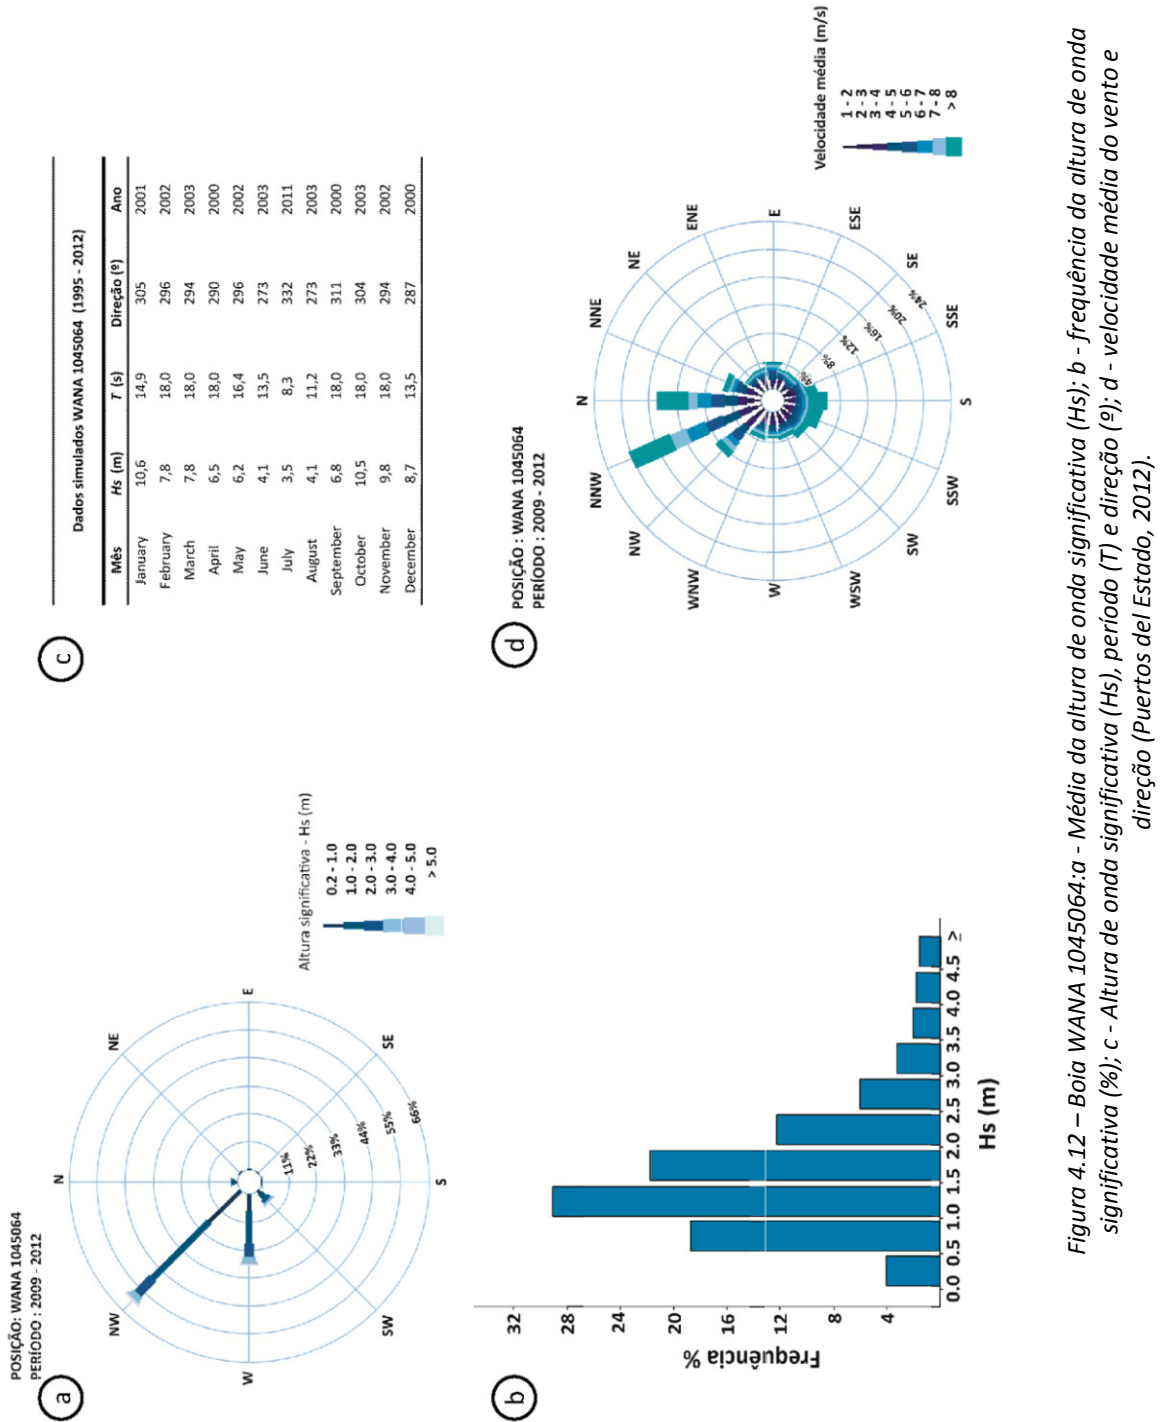 a
POSIÇÃO: WANA 1045064
PERÍODO : 2009 - 2012
N
NE
E
SE
S
SW
W
NW
11%
22%
33%
44%
55%
66%
Altura significativa - Hs (m)
0.2 - 1.0
1.0 - 2.0
2.0 - 3.0
3.0 - 4.0
4.0 - 5.0
> 5.0
c
Dados simulados WANA 1045064 (1995 - 2012)
Mês Hs (m) T (s) Direção (º) Ano
January 10,6 14,9 305 2001
February 7,8 18,0 296 2002
March 7,8 18,0 294 2003
April 6,5 18,0 290 2000
May 6,2 16,4 296 2002
June 4,1 13,5 273 2003
July 3,5 8,3 332 2011
August 4,1 11,2 273 2003
September 6,8 18,0 311 2000
October 10,5 18,0 304 2003
November 9,8 18,0 294 2002
December 8,7 13,5 287 2000
b
Frequência %
32
28
24
20
16
12
8
4
0.0 0.5 1.0 1.5 2.0 2.5 3.0 3.5 4.0 4.5 ≥
Hs (m)
d
POSIÇÃO : WANA 1045064
PERÍODO : 2009 - 2012
N
NNE
NE
ENE
E
ESE
SE
SSE
S
SSW
SW
WSW
W
WNW
NW
NNW
4%
8%
12%
16%
20%
24%
Velocidade média (m/s)
1 - 2
2 - 3
3 - 4
4 - 5
5 - 6
6 - 7
7 - 8
> 8
Figura 4.12 – Boia WANA 1045064:a - Média da altura de onda significativa (Hs); b - frequência da altura de onda
significativa (%); c - Altura de onda significativa (Hs), período (T) e direção (º); d - velocidade média do vento e
direção (Puertos del Estado, 2012).